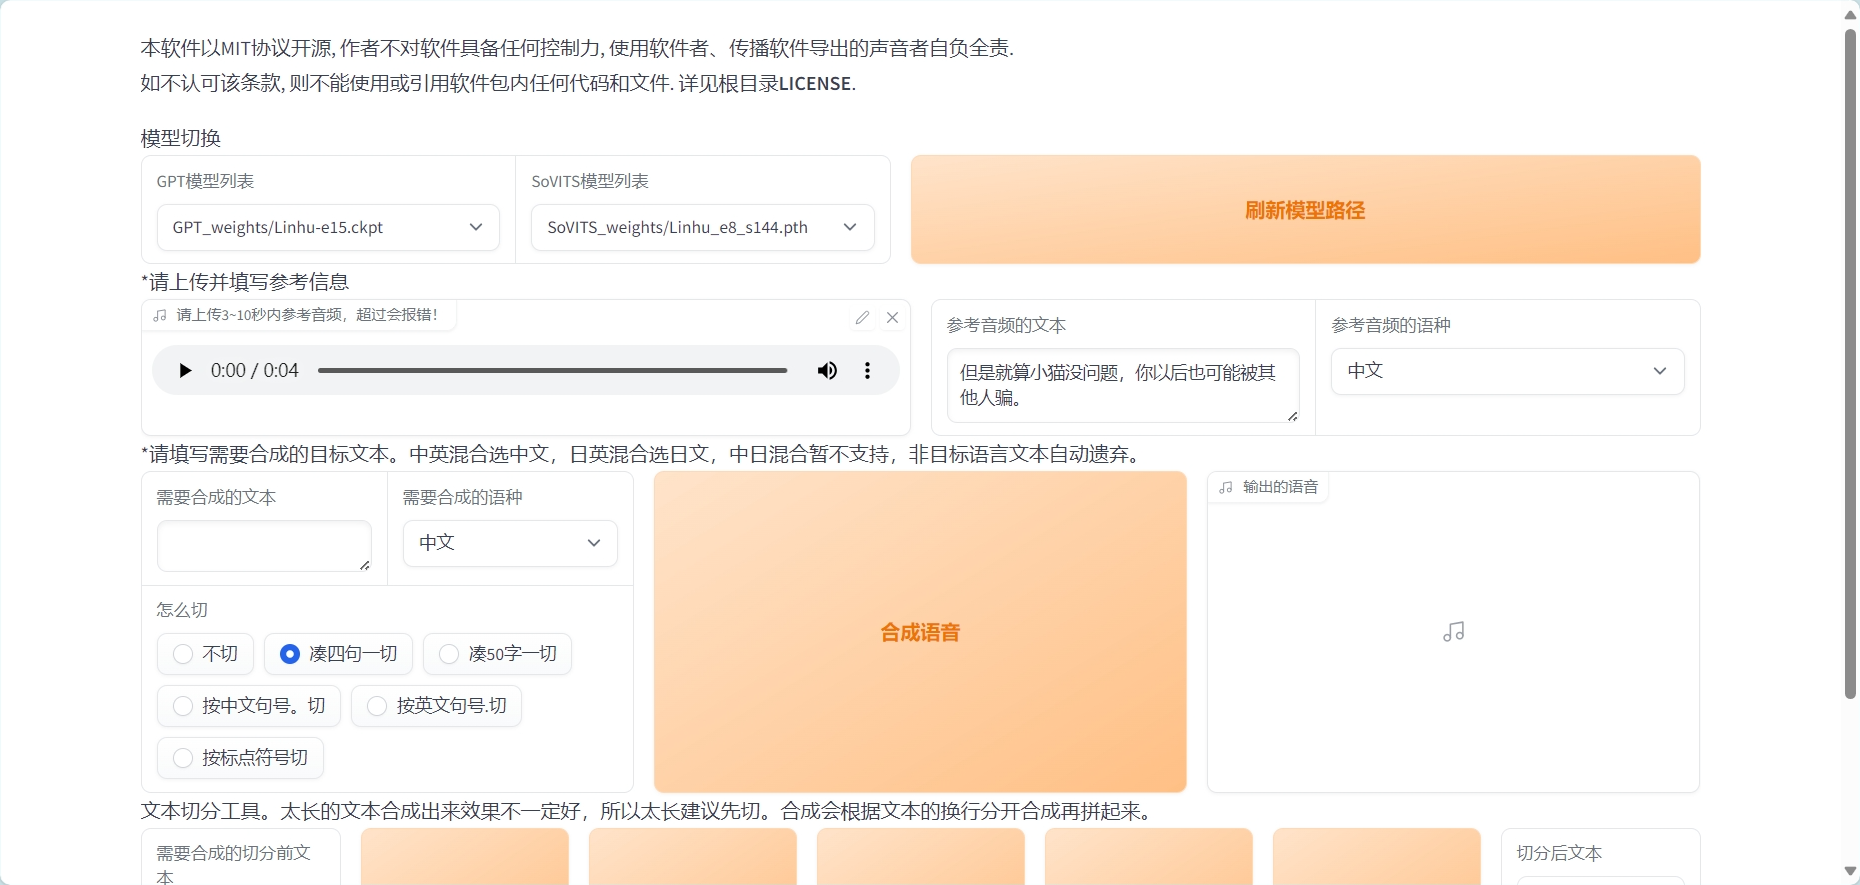 本软件以MIT协议开源, 作者不对软件具备任何控制力, 使用软件者、传播软件导出的声音者自负全责.
如不认可该条款, 则不能使用或引用软件包内任何代码和文件. 详见根目录LICENSE.
模型切换
GPT模型列表
SoVITS模型列表
GPT_weights/Linhu-e15.ckpt
SoVITS_weights/Linhu_e8_s144.pth
刷新模型路径
*请上传并填写参考信息
请上传3~10秒内参考音频，超过会报错！
0:00 / 0:04
参考音频的文本
但是就算小猫没问题，你以后也可能被其
他人骗。
参考音频的语种
中文
*请填写需要合成的目标文本。中英混合选中文，日英混合选日文，中日混合暂不支持，非目标语言文本自动遗弃。
需要合成的文本
需要合成的语种
中文
怎么切
不切
凑四句一切
凑50字一切
按中文句号。切
按英文句号.切
按标点符号切
合成语音
输出的语音
文本切分工具。太长的文本合成出来效果不一定好，所以太长建议先切。合成会根据文本的换行分开合成再拼起来。
需要合成的切分前文
本
切分后文本